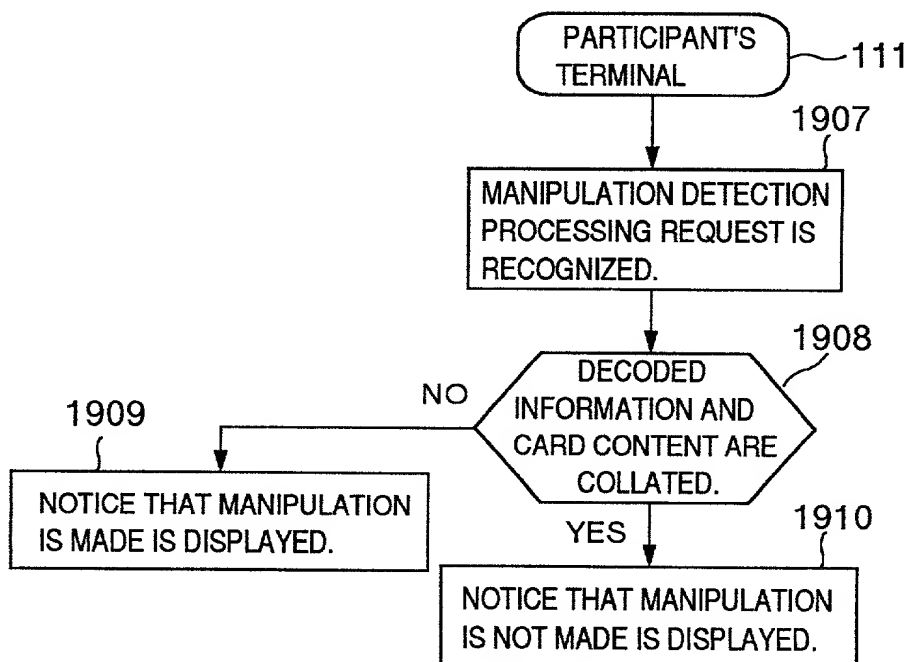 PARTICIPANT'S
TERMINAL
111
1907
MANIPULATION DETECTION
PROCESSING REQUEST IS
RECOGNIZED.
1908
DECODED
INFORMATION AND
CARD CONTENT ARE
COLLATED.
NO
1909
NOTICE THAT MANIPULATION
IS MADE IS DISPLAYED.
YES
1910
NOTICE THAT MANIPULATION
IS NOT MADE IS DISPLAYED.